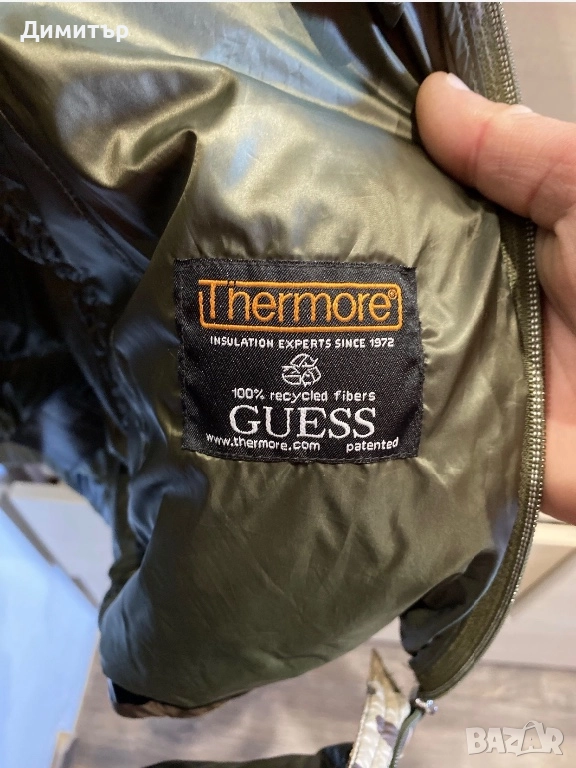 Димитър
Thermore®
INSULATION EXPERTS SINCE 1972
100% recycled fibers
GUESS
www.thermore.com patented
BAZAR